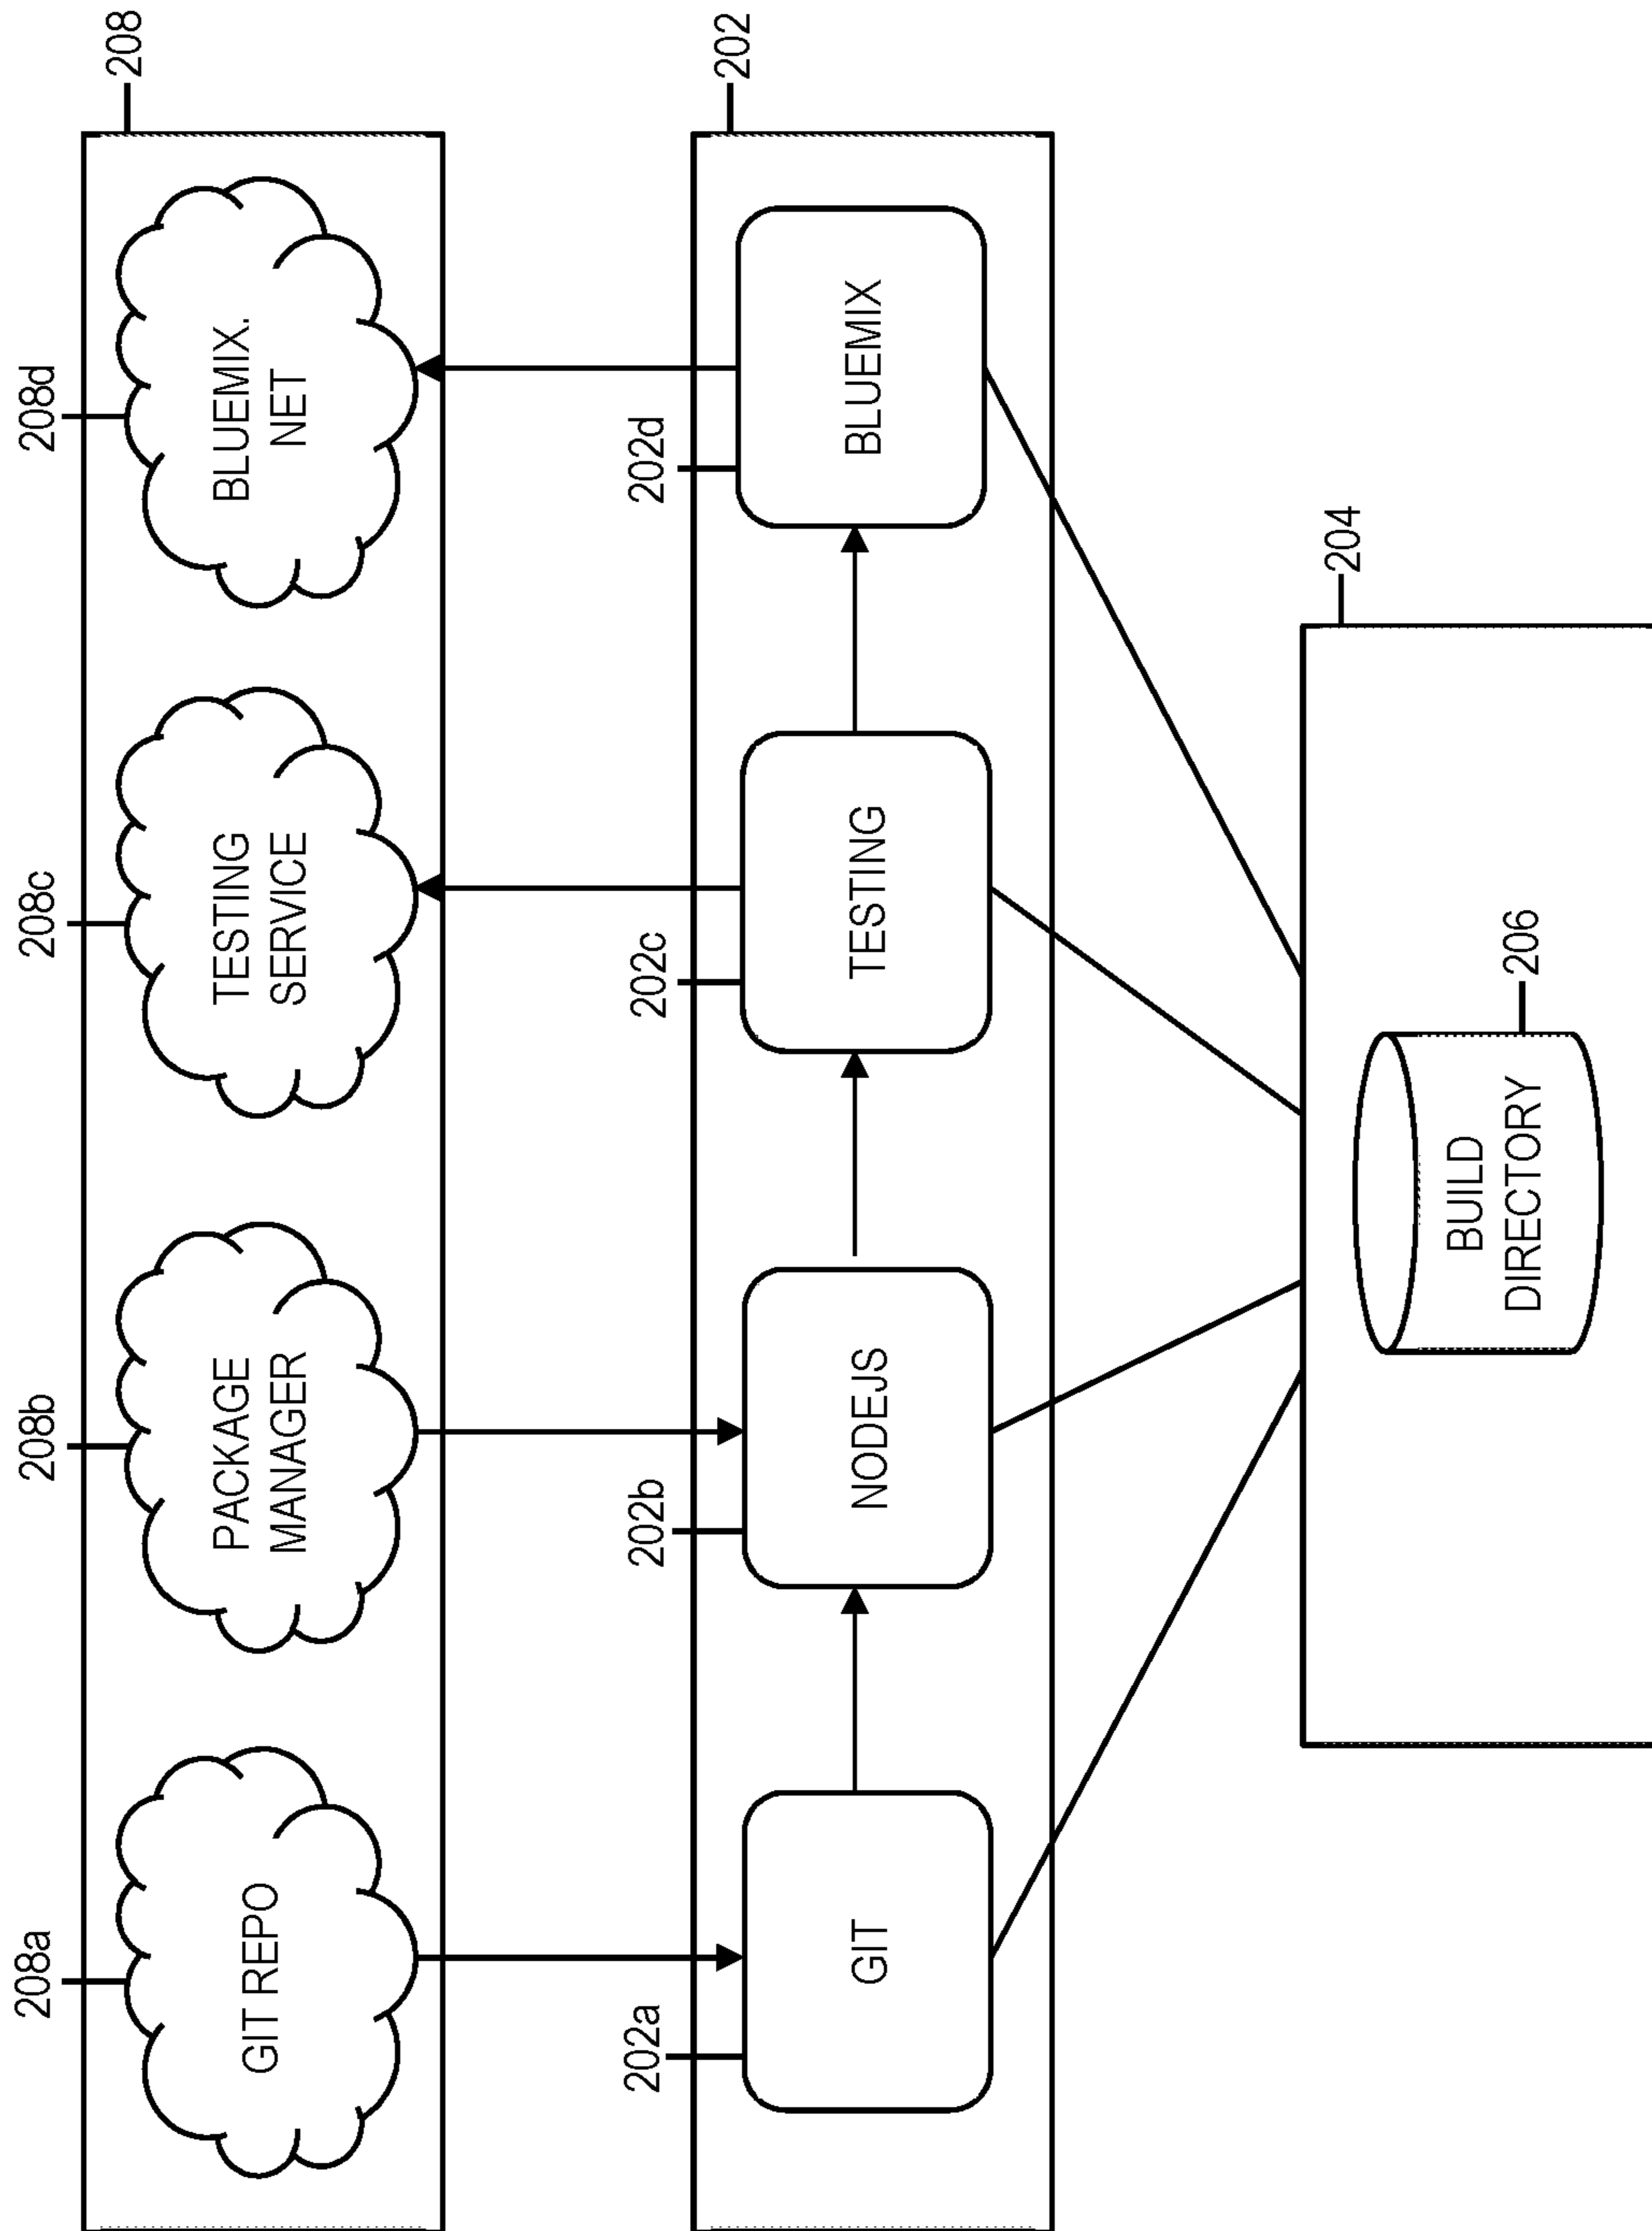 208
208a
208b
208c
208d
GIT REPO
PACKAGE
MANAGER
TESTING
SERVICE
BLUEMIX.
NET
202
202a
202b
202c
202d
GIT
NODEJS
TESTING
BLUEMIX
204
206
BUILD
DIRECTORY